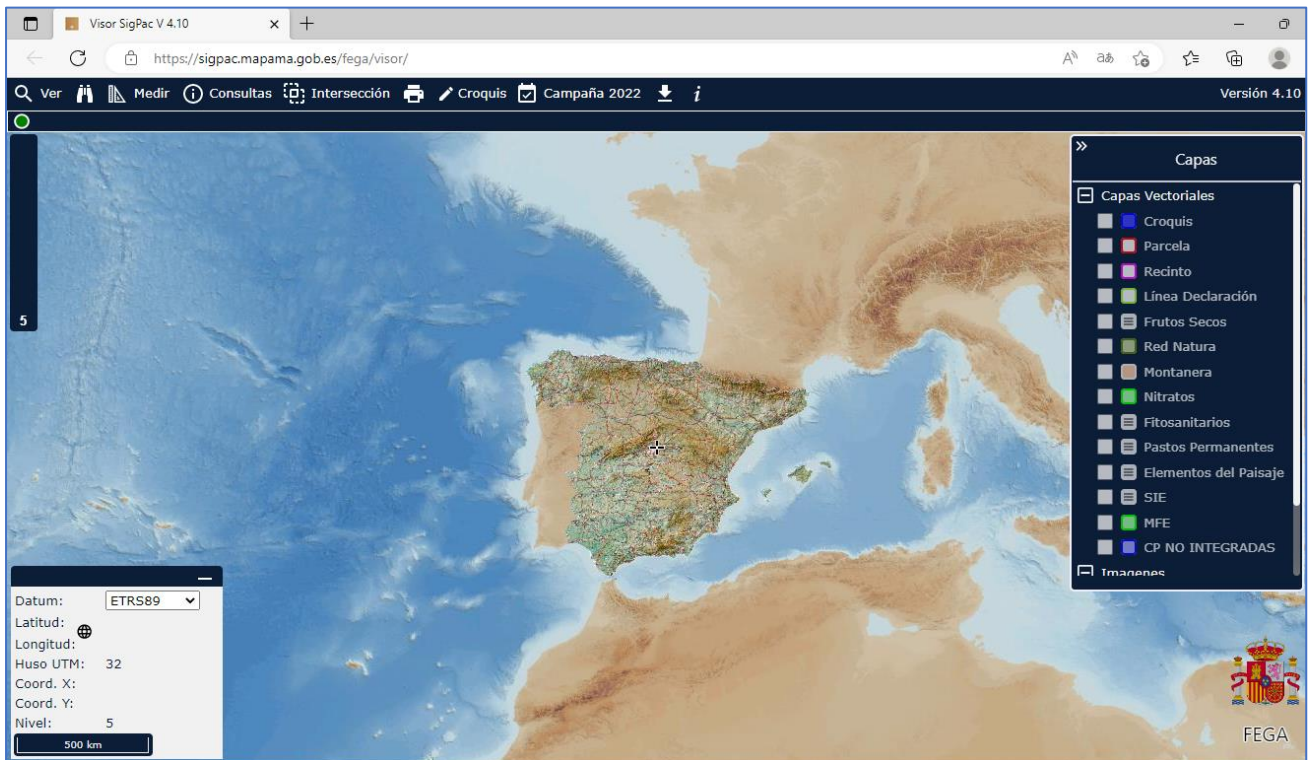 Visor SigPac V 4.10
https://sigpac.mapama.gob.es/fega/visor/
Ver Medir Consultas Intersección Croquis Campaña 2022 i Versión 4.10
5
Capas
Capas Vectoriales
Croquis
Parcela
Recinto
Línea Declaración
Frutos Secos
Red Natura
Montanera
Nitratos
Fitosanitarios
Pastos Permanentes
Elementos del Paisaje
SIE
MFE
CP NO INTEGRADAS
Imagenes
Datum: ETRS89
Latitud:
Longitud:
Huso UTM: 32
Coord. X:
Coord. Y:
Nivel: 5
500 km
FEGA